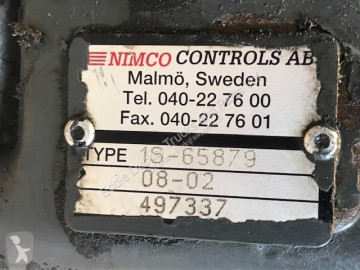 NIMCO CONTROLS AB
Malmö, Sweden
Tel. 040-22 76 00
Fax. 040-22 76 01
TYPE 1S-65879
08-02
497337